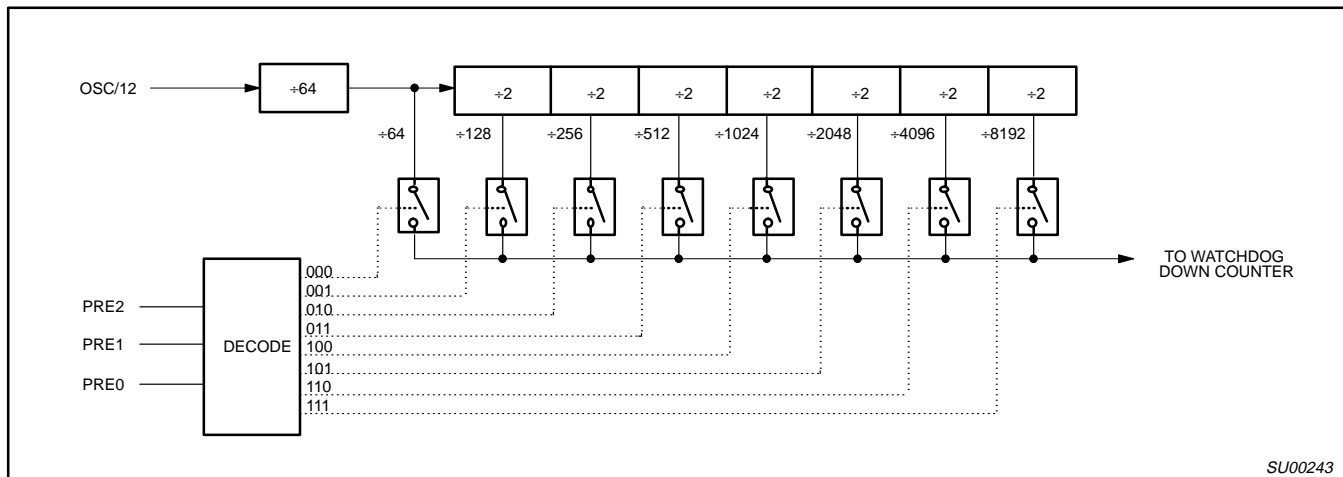 OSC/12
÷64
÷2 ÷2 ÷2 ÷2 ÷2 ÷2 ÷2
÷64 ÷128 ÷256 ÷512 ÷1024 ÷2048 ÷4096 ÷8192
TO WATCHDOG
DOWN COUNTER
000
001
010
011
100
101
110
111
PRE2
PRE1
DECODE
PRE0
SU00243